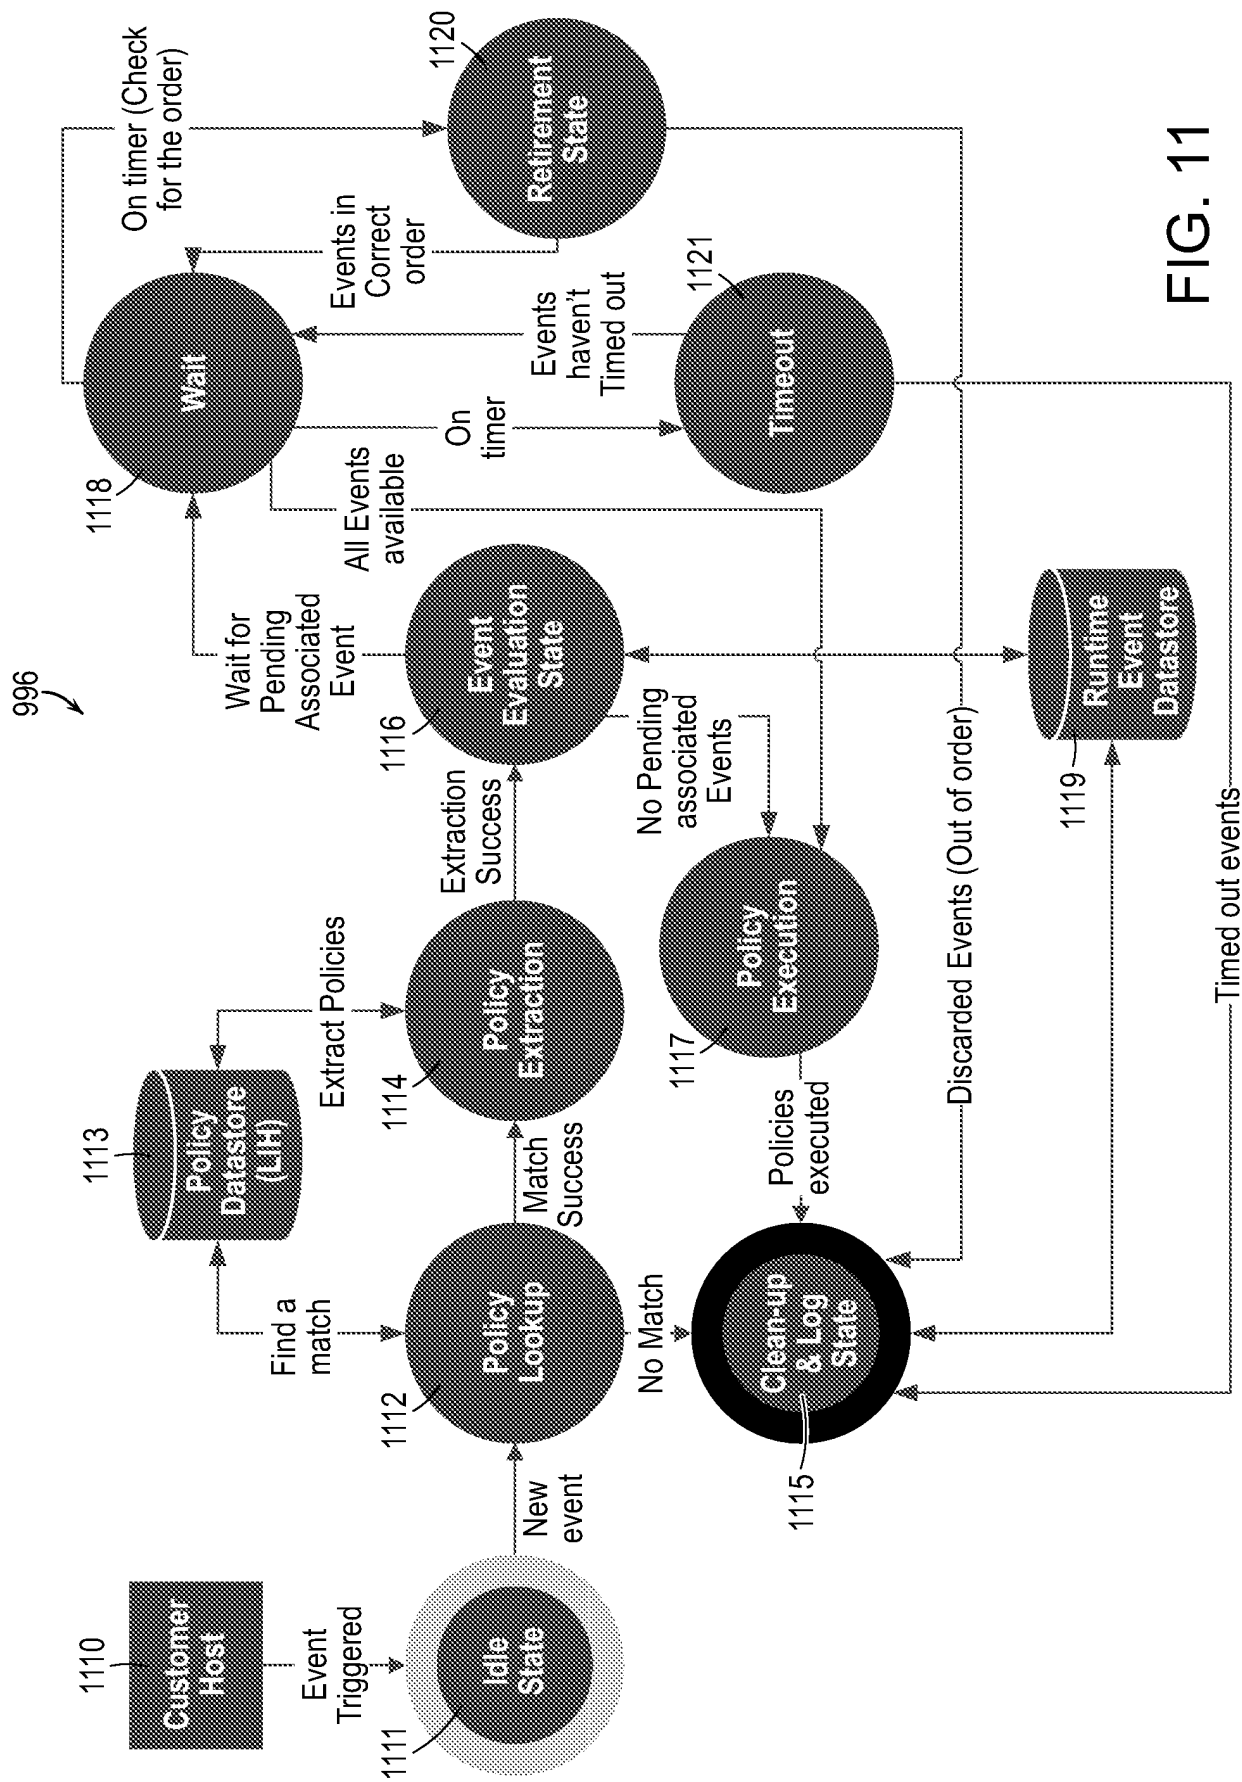 996
1110
Customer
Host
Event
Triggered
1111
Idle
State
New
event
1112
Policy
Lookup
Find a
match
1113
Policy
Datastore
(LIH)
Extract Policies
Match
Success
No Match
1114
Policy
Extraction
Extraction
Success
1115
Clean-up
& Log
State
Policies
executed
1116
Event
Evaluation
State
Wait for
Pending
Associated
Event
No Pending
associated
Events
1117
Policy
Execution
1118
Wait
All Events
available
On
timer
Events
haven't
Timed out
Events in
Correct
order
On timer (Check
for the order)
1120
Retirement
State
1121
Timeout
1119
Runtime
Event
Datastore
Discarded Events (Out of order)
Timed out events
FIG. 11